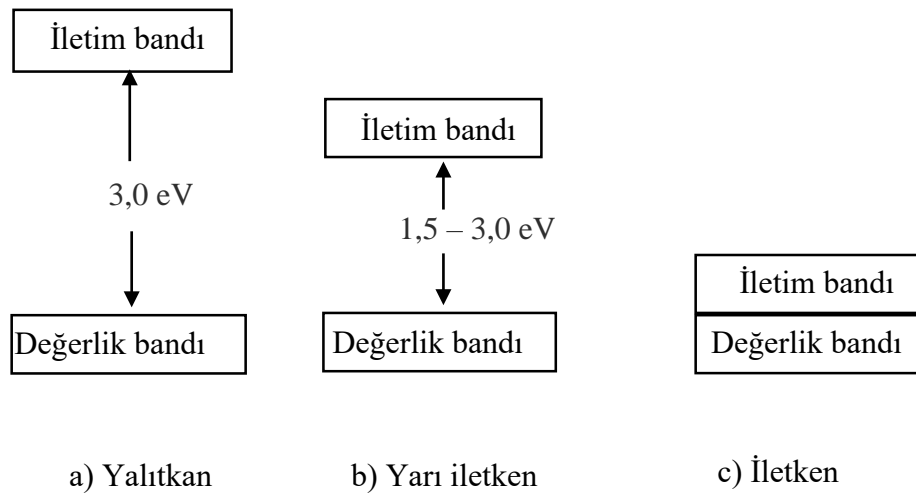 İletim bandı
3,0 eV
Değerlik bandı
a) Yalıtkan
İletim bandı
1,5 – 3,0 eV
Değerlik bandı
b) Yarı iletken
İletim bandı
Değerlik bandı
c) İletken